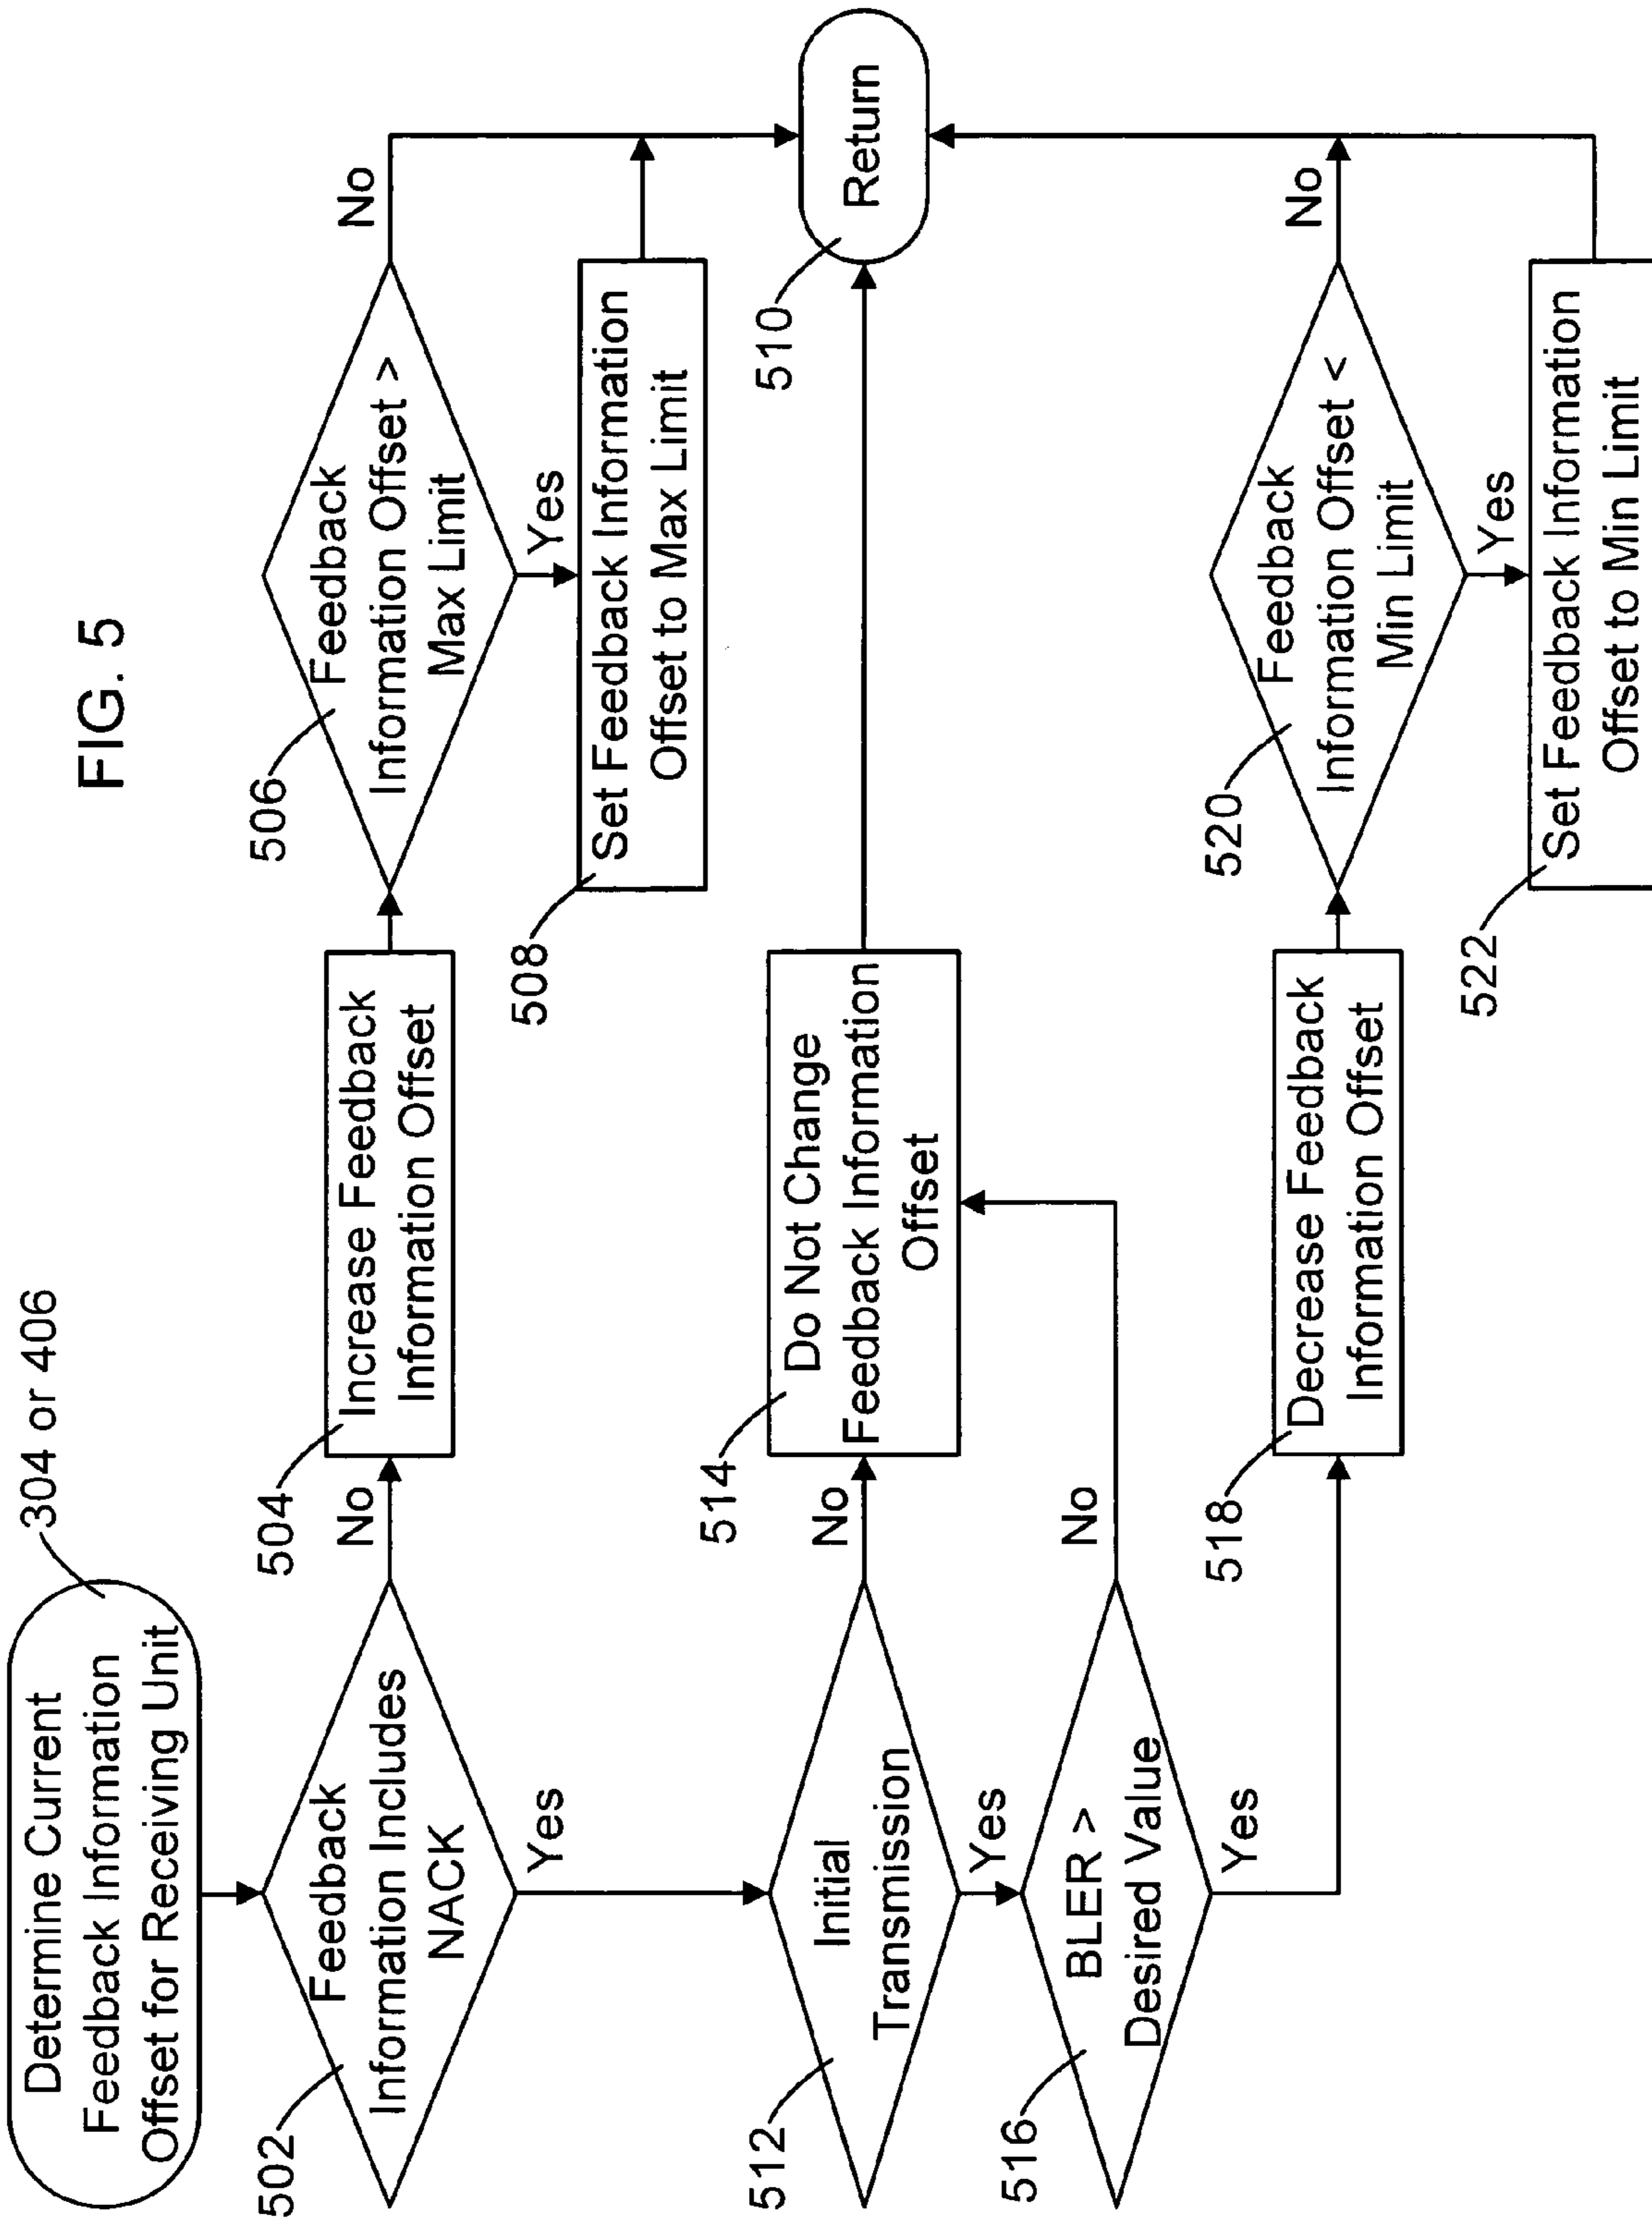 FIG. 5
304 or 406
Determine Current
Feedback Information
Offset for Receiving Unit
502
Feedback
Information Includes
NACK
No
Yes
504
Increase Feedback
Information Offset
506
Feedback
Information Offset >
Max Limit
No
Yes
508
Set Feedback Information
Offset to Max Limit
510
Return
512
Initial
Transmission
No
Yes
514
Do Not Change
Feedback Information
Offset
516
BLER >
Desired Value
No
Yes
518
Decrease Feedback
Information Offset
520
Feedback
Information Offset <
Min Limit
No
Yes
522
Set Feedback Information
Offset to Min Limit